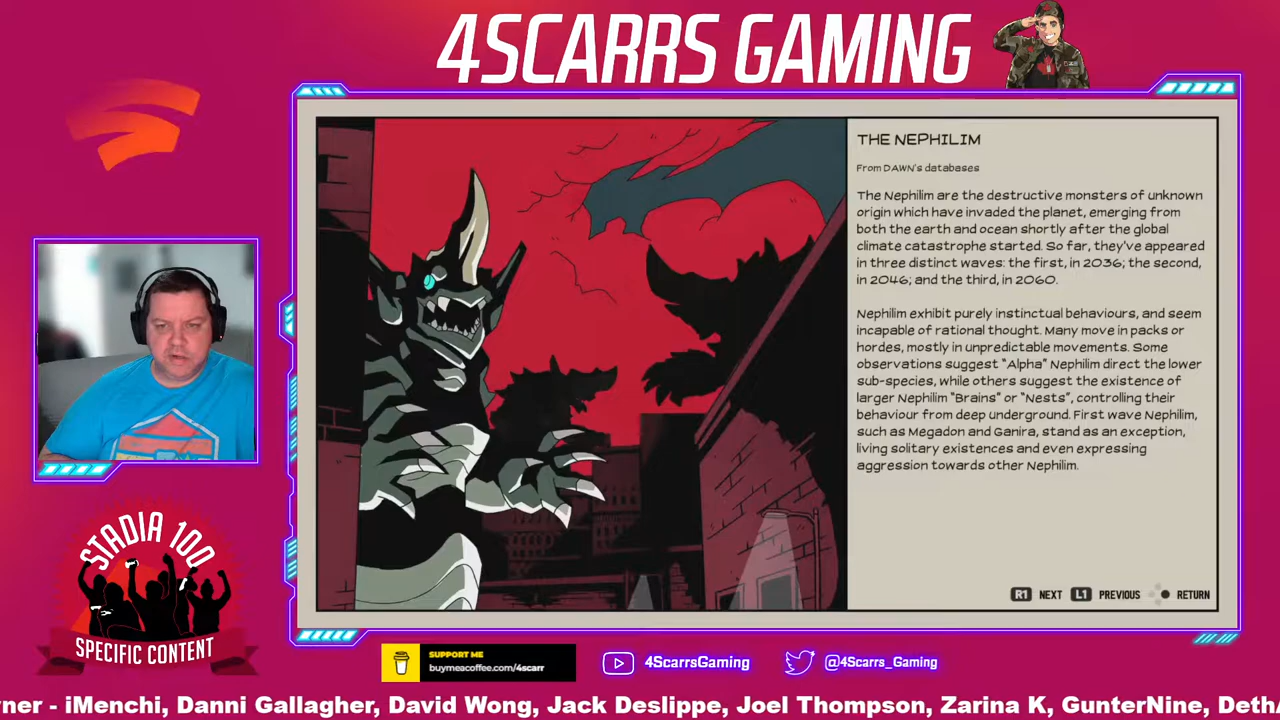 4SCARRS GAMING
THE NEPHILIM
From DAWN's databases
The Nephilim are the destructive monsters of unknown
origin which have invaded the planet, emerging from
both the earth and ocean shortly after the global
climate catastrophe started. So far, they've appeared
in three distinct waves: the first, in 2036; the second,
in 2046; and the third, in 2060.
Nephilim exhibit purely instinctual behaviours, and seem
incapable of rational thought. Many move in packs or
hordes, mostly in unpredictable movements. Some
observations suggest "Alpha" Nephilim direct the lower
sub-species, while others suggest the existence of
larger Nephilim "Brains" or "Nests", controlling their
behaviour from deep underground. First wave Nephilim,
such as Megadon and Ganira, stand as an exception,
living solitary existences and even expressing
aggression towards other Nephilim.
R1 NEXT L1 PREVIOUS RETURN
STADIA 100
SPECIFIC CONTENT
SUPPORT ME
buymeacoffee.com/4scarr
4ScarrsGaming
@4Scarrs_Gaming
ner - iMenchi, Danni Gallagher, David Wong, Jack Deslippe, Joel Thompson, Zarina K, GunterNine, Deth